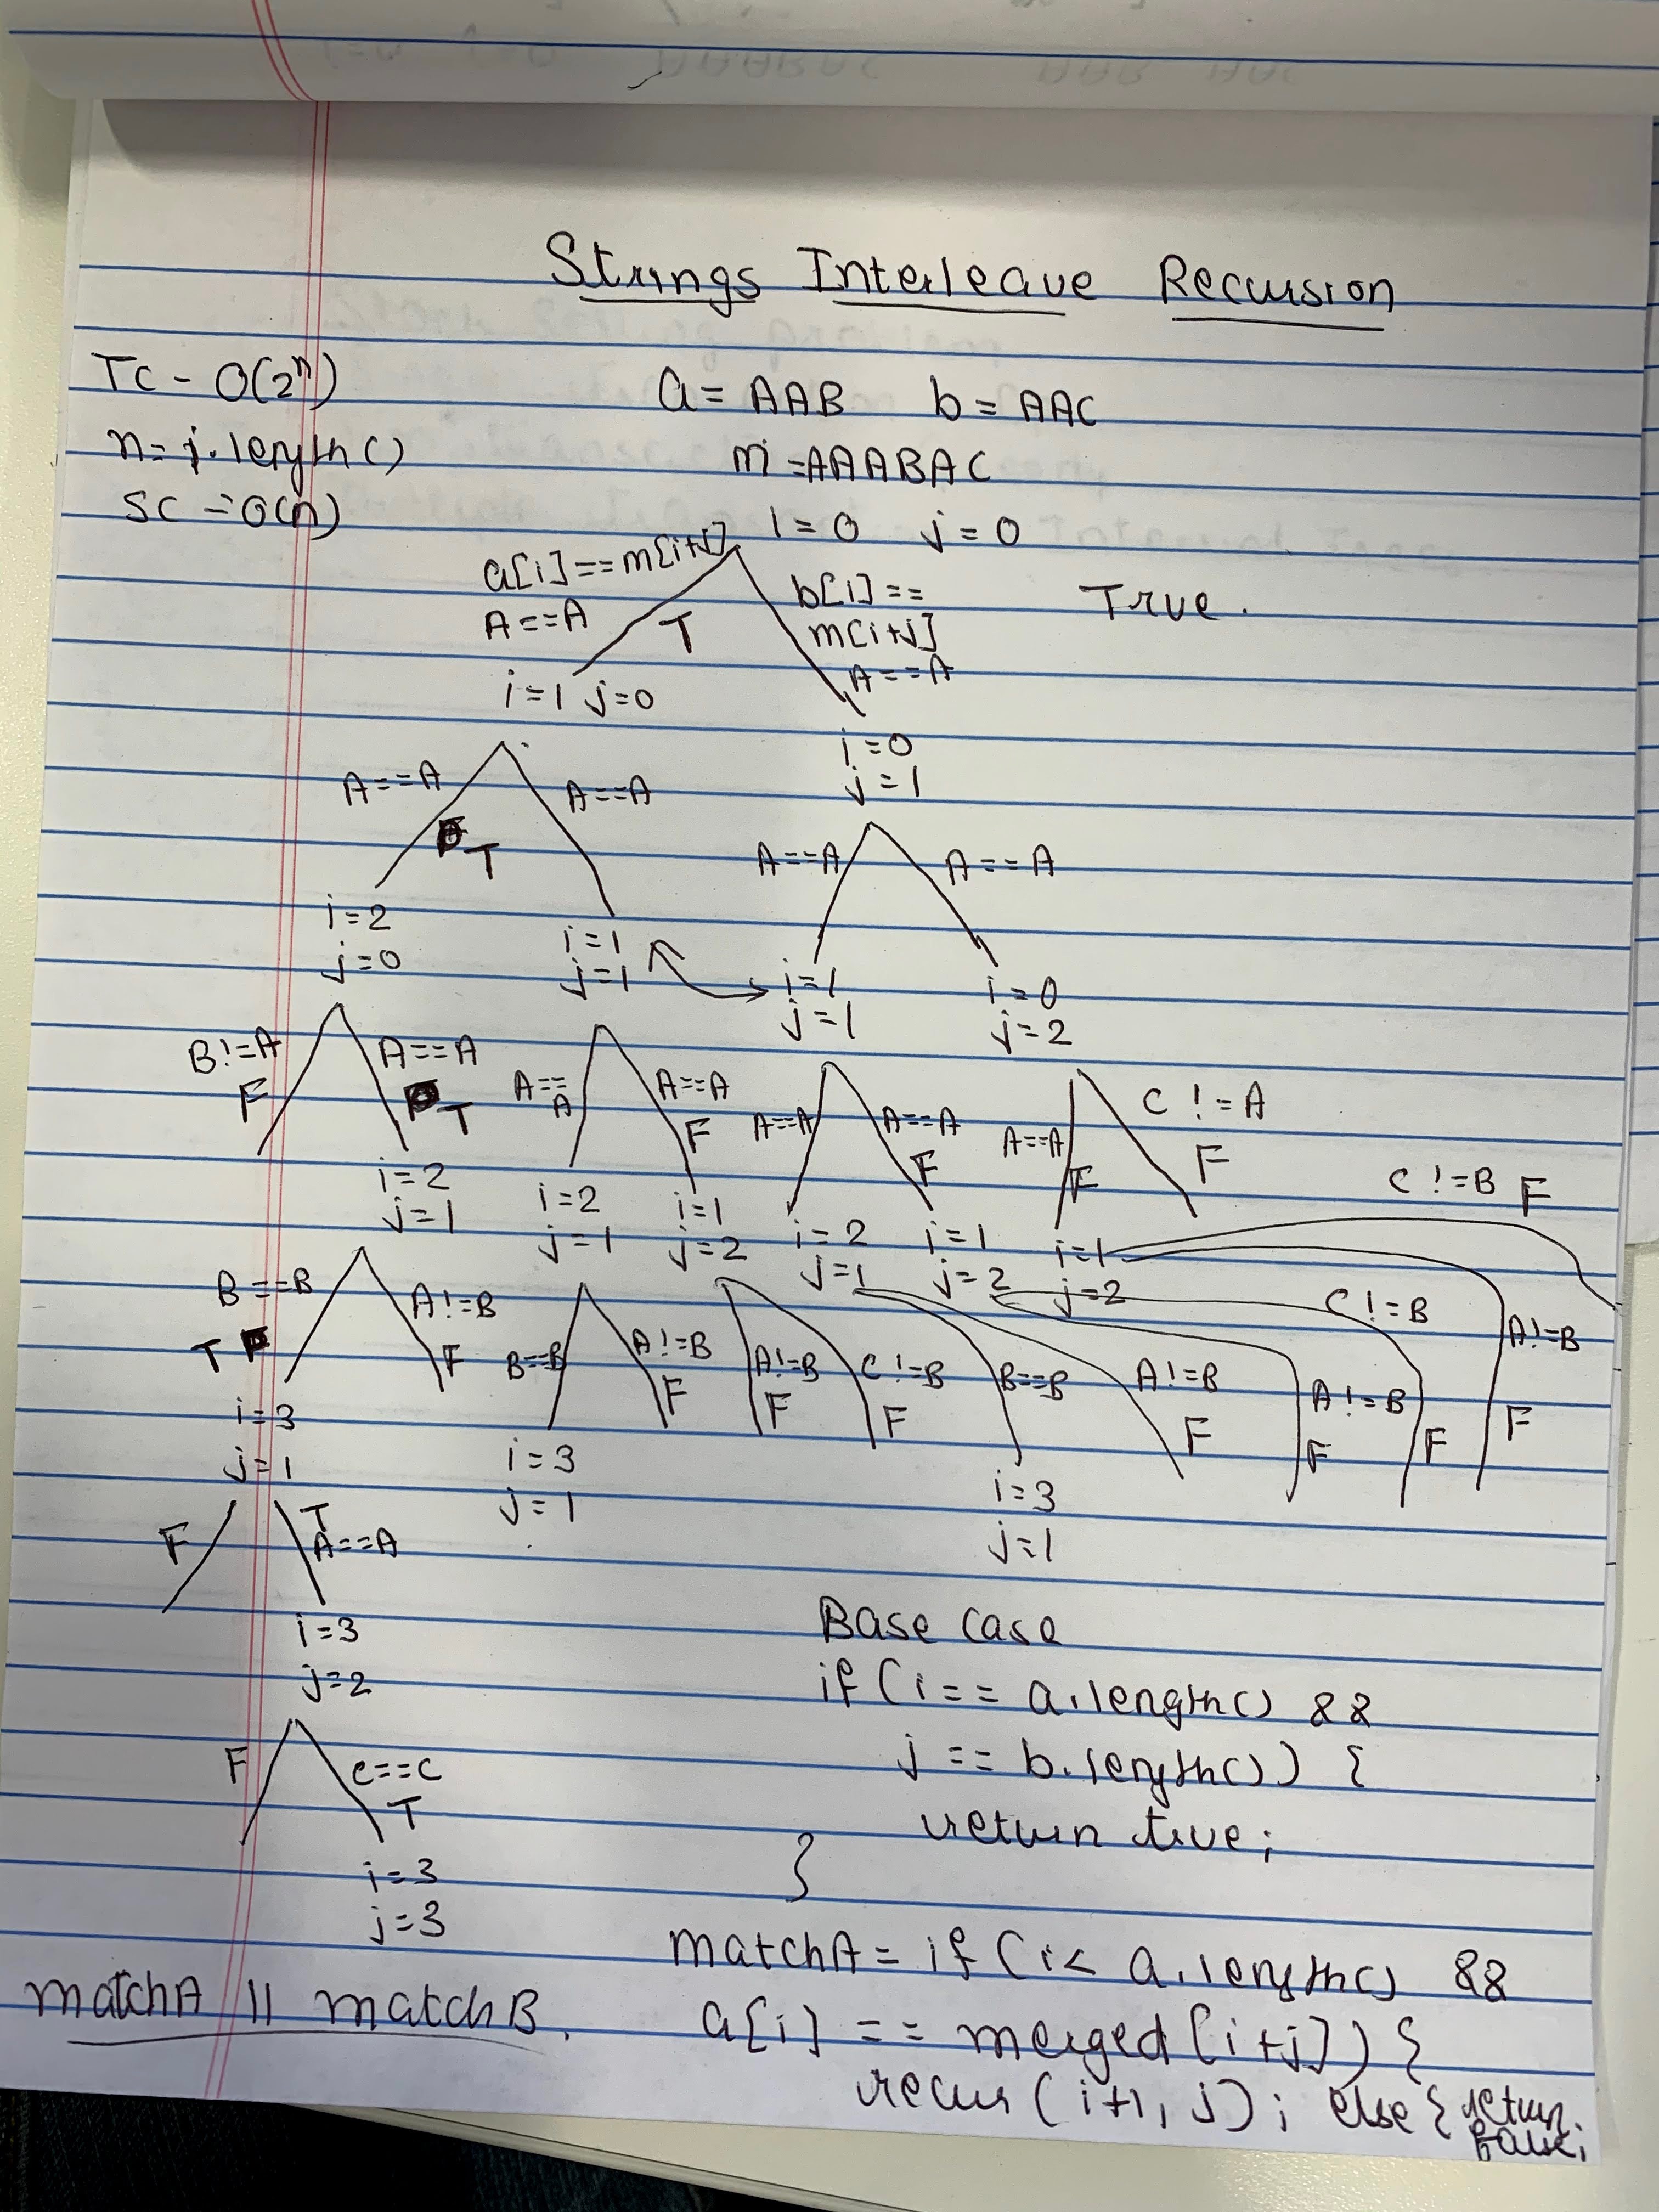 Strings Interleave Recursion
TC - O(2^n)
a = AAB b = AAC
n = j.length()
m = AAABAC
SC = O(n)
i = 0 j = 0
a[i] == m[i+j]
A == A
T
b[i] ==
m[i+j]
A == A
True.
i = 1 j = 0
i = 0
j = 1
A == A
T
A == A
A == A
A == A
i = 2
j = 0
i = 1
j = 1
i = 1
j = 1
i = 0
j = 2
B != A
F
A == A
T
A ==
A
A == A
F
A == A
A == A
F
A == A
F
C != A
F
C != B F
i = 2
j = 1
i = 2
j = 1
i = 1
j = 2
i = 2
j = 1
i = 1
j = 2
i = 1
j = 2
B == B
T
A != B
F
B == B
A != B
F
A != B
F
C != B
F
B == B
A != B
F
A != B
F
C != B
F
A != B
F
i = 3
j = 1
i = 3
j = 1
i = 3
j = 1
F
T
A == A
i = 3
j = 2
F
C == C
T
i = 3
j = 3
Base case
if (i == a.length() &&
j == b.length()) {
return true;
}
matchA = if (i < a.length() &&
matchA || matchB.
a[i] == merged[i+j]) {
recur(i+1, j); else { return
false;